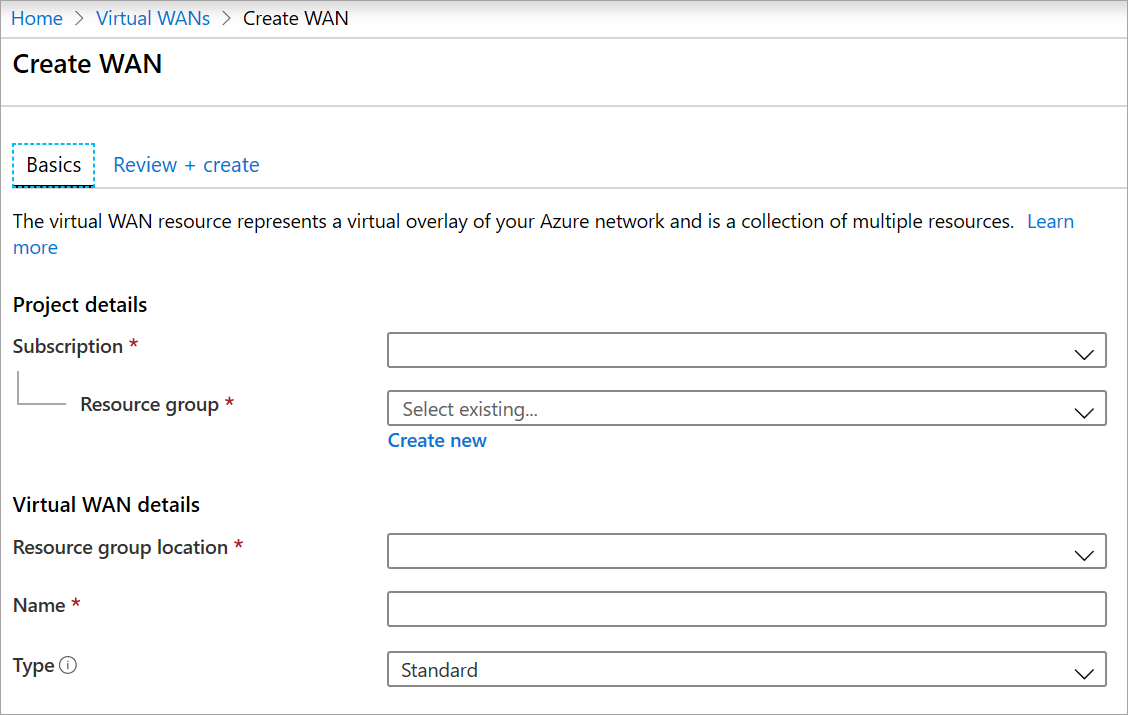 Home > Virtual WANs > Create WAN
Create WAN
Basics Review + create
The virtual WAN resource represents a virtual overlay of your Azure network and is a collection of multiple resources. Learn
more
Project details
Subscription *
Resource group * Select existing...
Create new
Virtual WAN details
Resource group location *
Name *
Type Standard